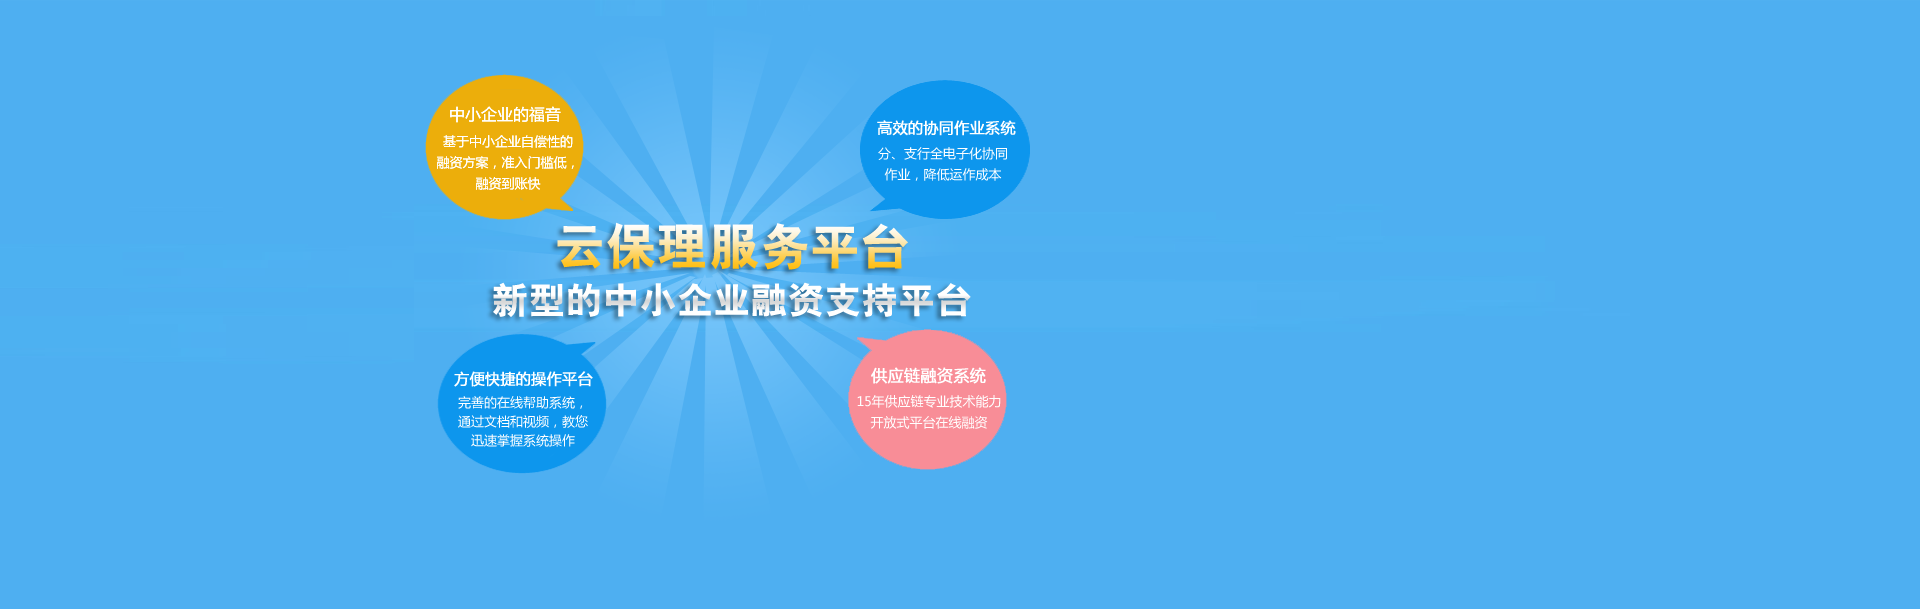 中小企业的福音
基于中小企业自偿性的
融资方案，准入门槛低，
融资到账快
高效的协同作业系统
分、支行全电子化协同
作业，降低运作成本
云保理服务平台
新型的中小企业融资支持平台
方便快捷的操作平台
完善的在线帮助系统，
通过文档和视频，教您
迅速掌握系统操作
供应链融资系统
15年供应链专业技术能力
开放式平台在线融资